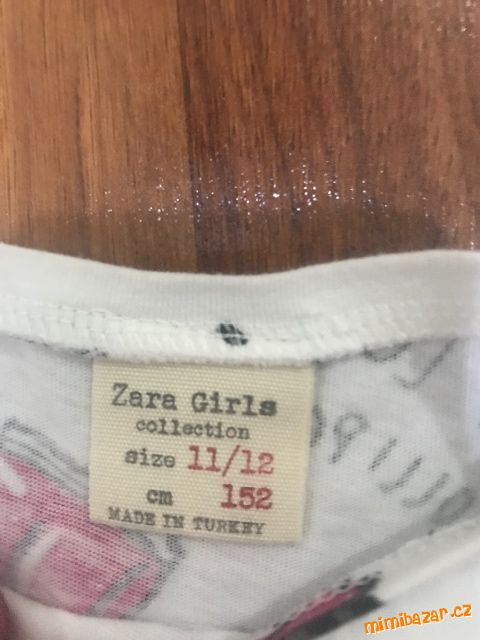 Zara Girls
collection
size 11/12
cm 152
MADE IN TURKEY
mimibazar.cz